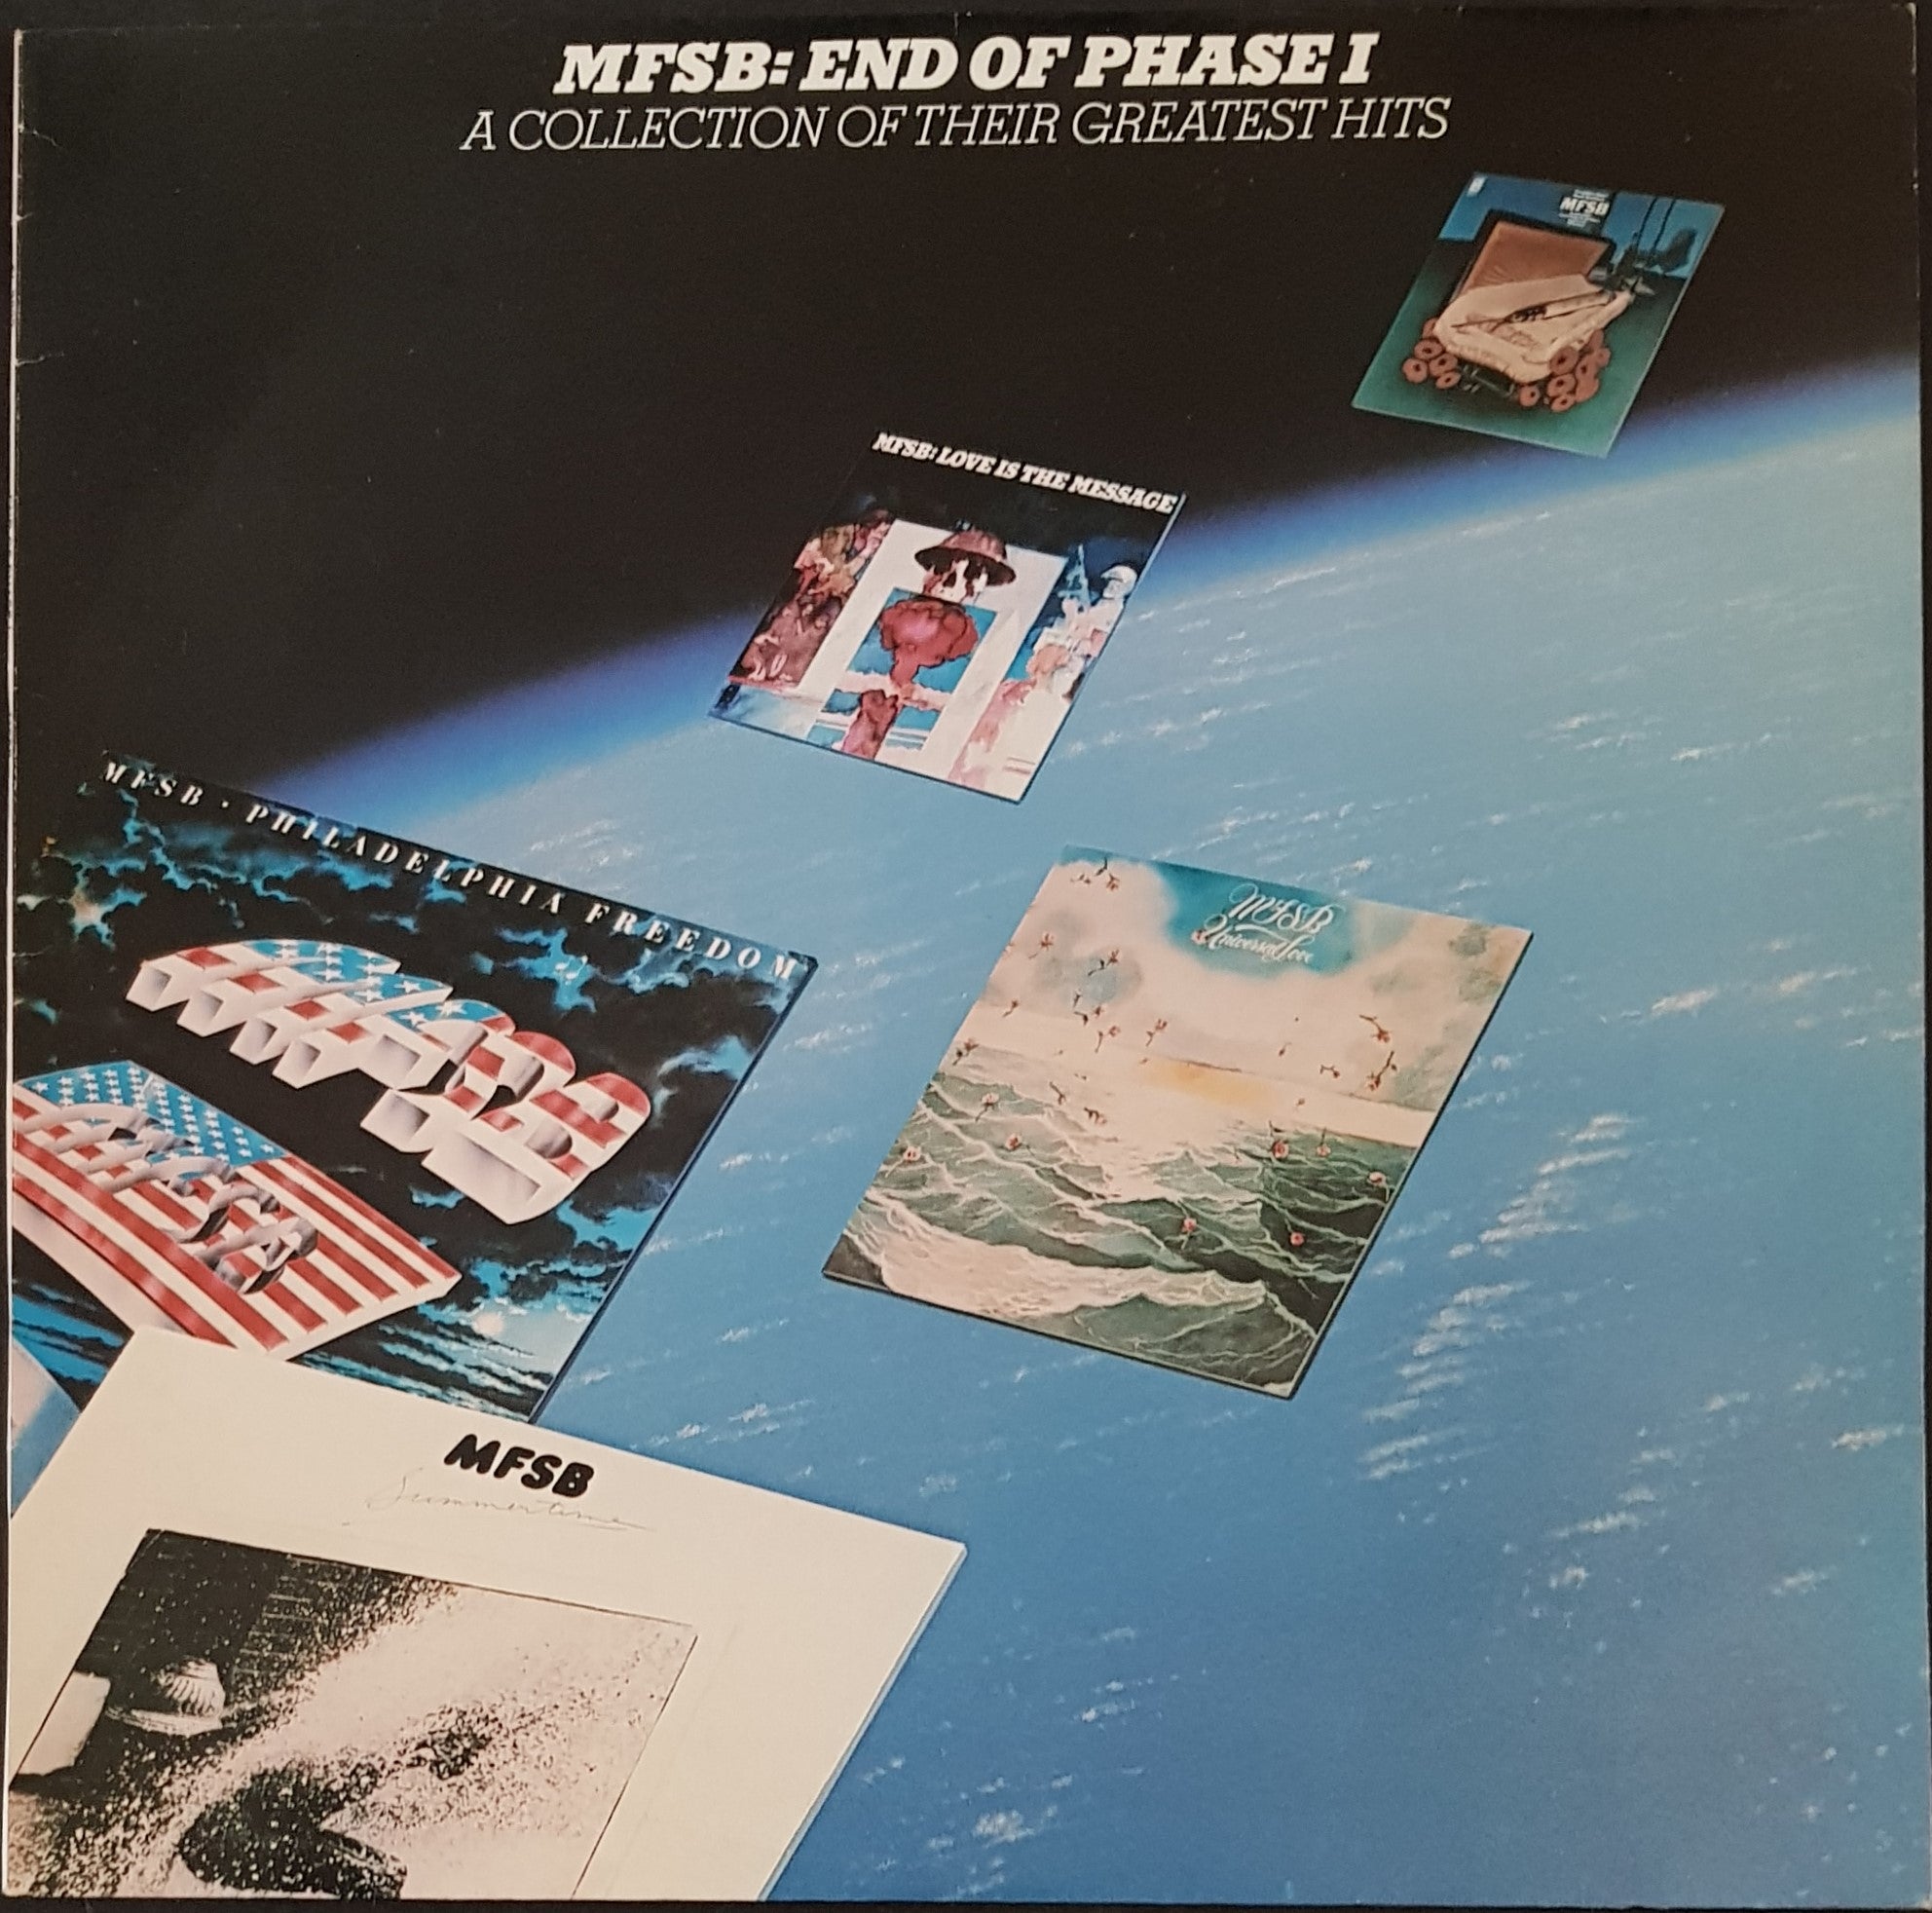 MFSB: END OF PHASE I
A COLLECTION OF THEIR GREATEST HITS
MFSB
MFSB: LOVE IS THE MESSAGE
MFSB · PHILADELPHIA FREEDOM
MFSB
Universal Love
MFSB
Summertime